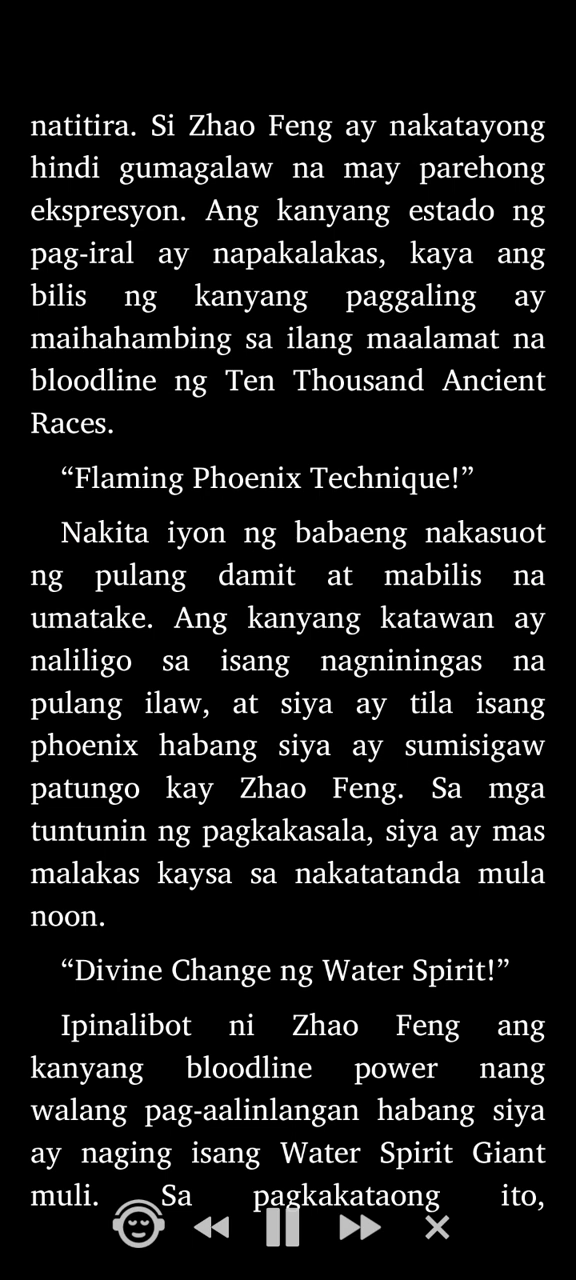 natitira. Si Zhao Feng ay nakatayong
hindi gumagalaw na may parehong
ekspresyon. Ang kanyang estado ng
pag-iral ay napakalakas, kaya ang
bilis ng kanyang paggaling ay
maihahambing sa ilang maalamat na
bloodline ng Ten Thousand Ancient
Races.
“Flaming Phoenix Technique!”
Nakita iyon ng babaeng nakasuot
ng pulang damit at mabilis na
umatake. Ang kanyang katawan ay
naliligo sa isang nagniningas na
pulang ilaw, at siya ay tila isang
phoenix habang siya ay sumisigaw
patungo kay Zhao Feng. Sa mga
tuntunin ng pagkakasala, siya ay mas
malakas kaysa sa nakatatanda mula
noon.
“Divine Change ng Water Spirit!”
Ipinalibot ni Zhao Feng ang
kanyang bloodline power nang
walang pag-aalinlangan habang siya
ay naging isang Water Spirit Giant
muli. Sa pagkakataong ito,